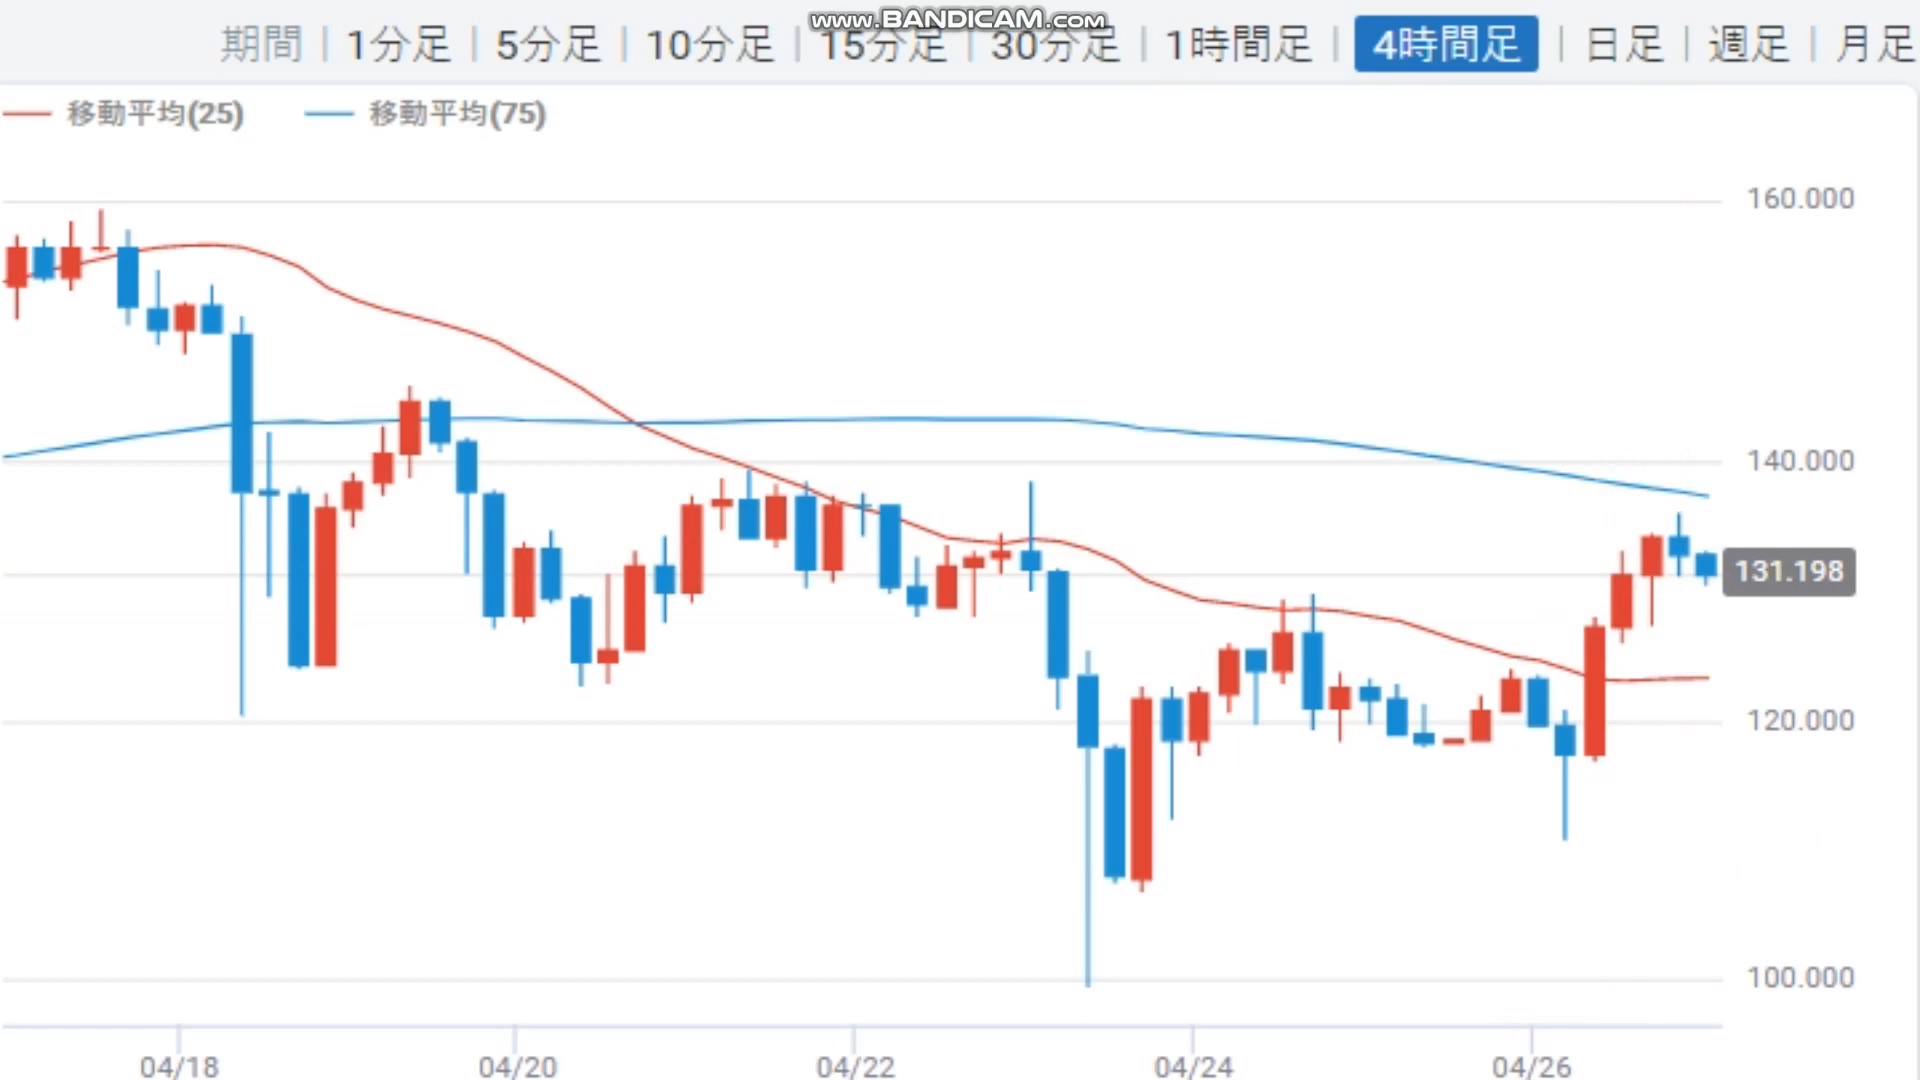 www.BANDICAM.com
期間 | 1分足 | 5分足 | 10分足 | 15分足 | 30分足 | 1時間足 | 4時間足 | 日足 | 週足 | 月足
移動平均(25) 移動平均(75)
160.000
140.000
131.198
120.000
100.000
04/18 04/20 04/22 04/24 04/26